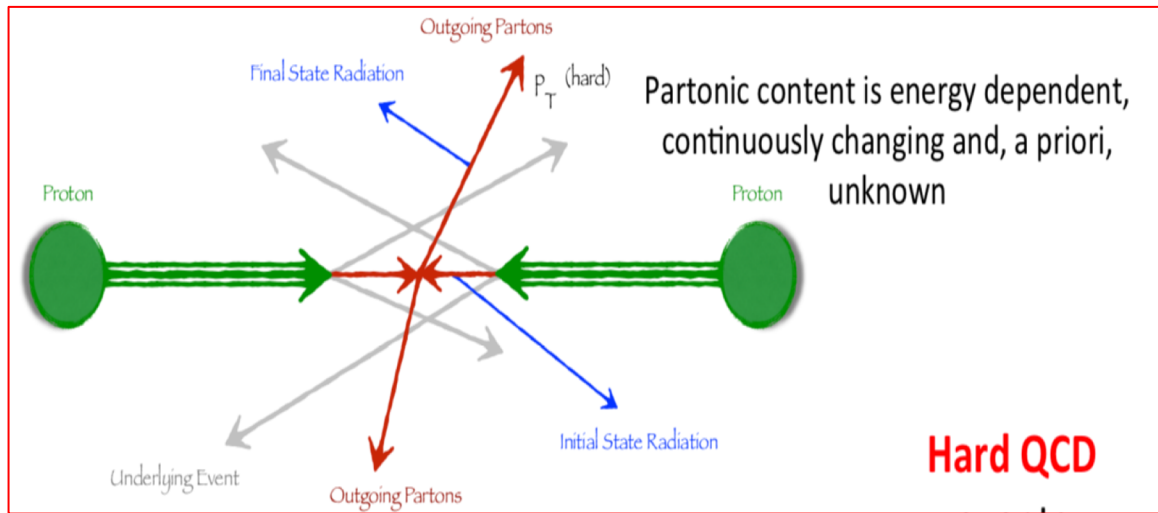 Outgoing Partons
Final State Radiation
P_T (hard)
Partonic content is energy dependent,
continuously changing and, a priori,
unknown
Proton
Proton
Initial State Radiation
Hard QCD
Underlying Event
Outgoing Partons